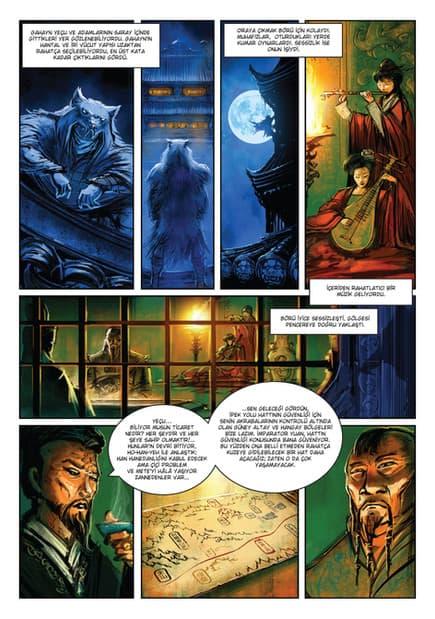 GAHAYN YEÇU VE ADAMLARININ SARAY İÇİNDE
GİTTİKLERİ YER GÖZLENEBİLİYORDU. GAHAYN'IN
HANTAL VE İRİ VÜCUT YAPISI UZAKTAN
RAHATÇA SEÇİLEBİLİYORDU, EN ÜST KATA
KADAR ÇIKTIKLARINI GÖRDÜ.
ORAYA ÇIKMAK BÖRÜ İÇİN KOLAYDI.
MUHAFIZLAR, OTURDUKLARI YERDE
KUMAR OYNARLARDI. SESSİZLİK İSE
ONUN İŞİYDİ.
İÇERİDEN RAHATLATICI BİR
MÜZİK GELİYORDU.
BÖRÜ İYİCE SESSİZLEŞTİ, GÖLGESİ
PENCEREYE DOĞRU YAKLAŞTI.
YEÇU...
BİLİYOR MUSUN TİCARET
NEDİR? HER ŞEYDİR VE HER
ŞEYE SAHİP OLMAKTIR!...
HUNLAR'IN DEVRİ BİTİYOR,
HO-HAN-YEH İLE ANLAŞTIK;
HAN HANEDANLIĞINI KABUL EDECEK
AMA ÇİÇİ PROBLEM
VE METE'Yİ HÂLÂ YAŞIYOR
ZANNEDENLER VAR...
...SEN GELECEĞİ GÖRDÜN,
İPEK YOLU HATTININ GÜVENLİĞİ İÇİN
SENİN AKRABALARININ KONTROLÜ ALTINDA
OLAN GÜNEY ALTAY VE HANGAY BÖLGELERİ
BİZE LAZIM. İMPARATOR YUAN, HATTIN
GÜVENLİĞİ KONUSUNDA BANA GÜVENİYOR.
BU YÜZDEN ONA BELLİ ETMEDEN RAHATÇA
KUZEYE GİDİLEBİLECEK BİR HAT DAHA
AÇACAĞIZ; ZATEN O DA ÇOK
YAŞAMAYACAK.